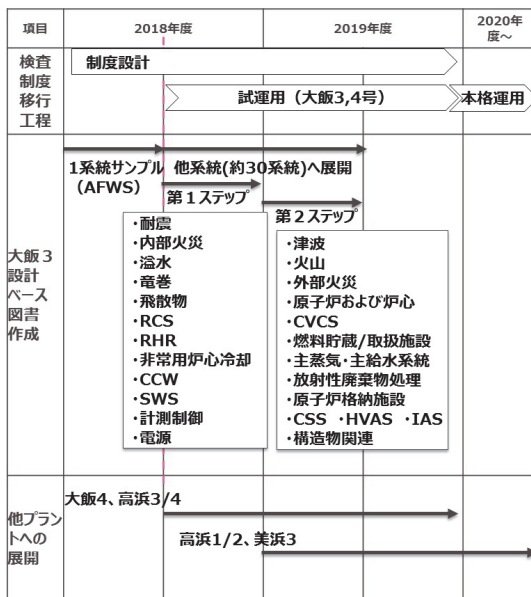 項目
2018年度
2019年度
2020年
度～
検査
制度
移行
工程
制度設計
試運用（大飯3,4号）
本格運用
大飯３
設計
ベース
図書
作成
1系統サンプル
（AFWS）
他系統(約30系統)へ展開
第１ステップ
第２ステップ
・耐震
・内部火災
・溢水
・竜巻
・飛散物
・RCS
・RHR
・非常用炉心冷却
・CCW
・SWS
・計測制御
・電源
・津波
・火山
・外部火災
・原子炉および炉心
・CVCS
・燃料貯蔵/取扱施設
・主蒸気・主給水系統
・放射性廃棄物処理
・原子炉格納施設
・CSS ・HVAS ・IAS
・構造物関連
他プラン
トへの
展開
大飯4、高浜3/4
高浜1/2、美浜3